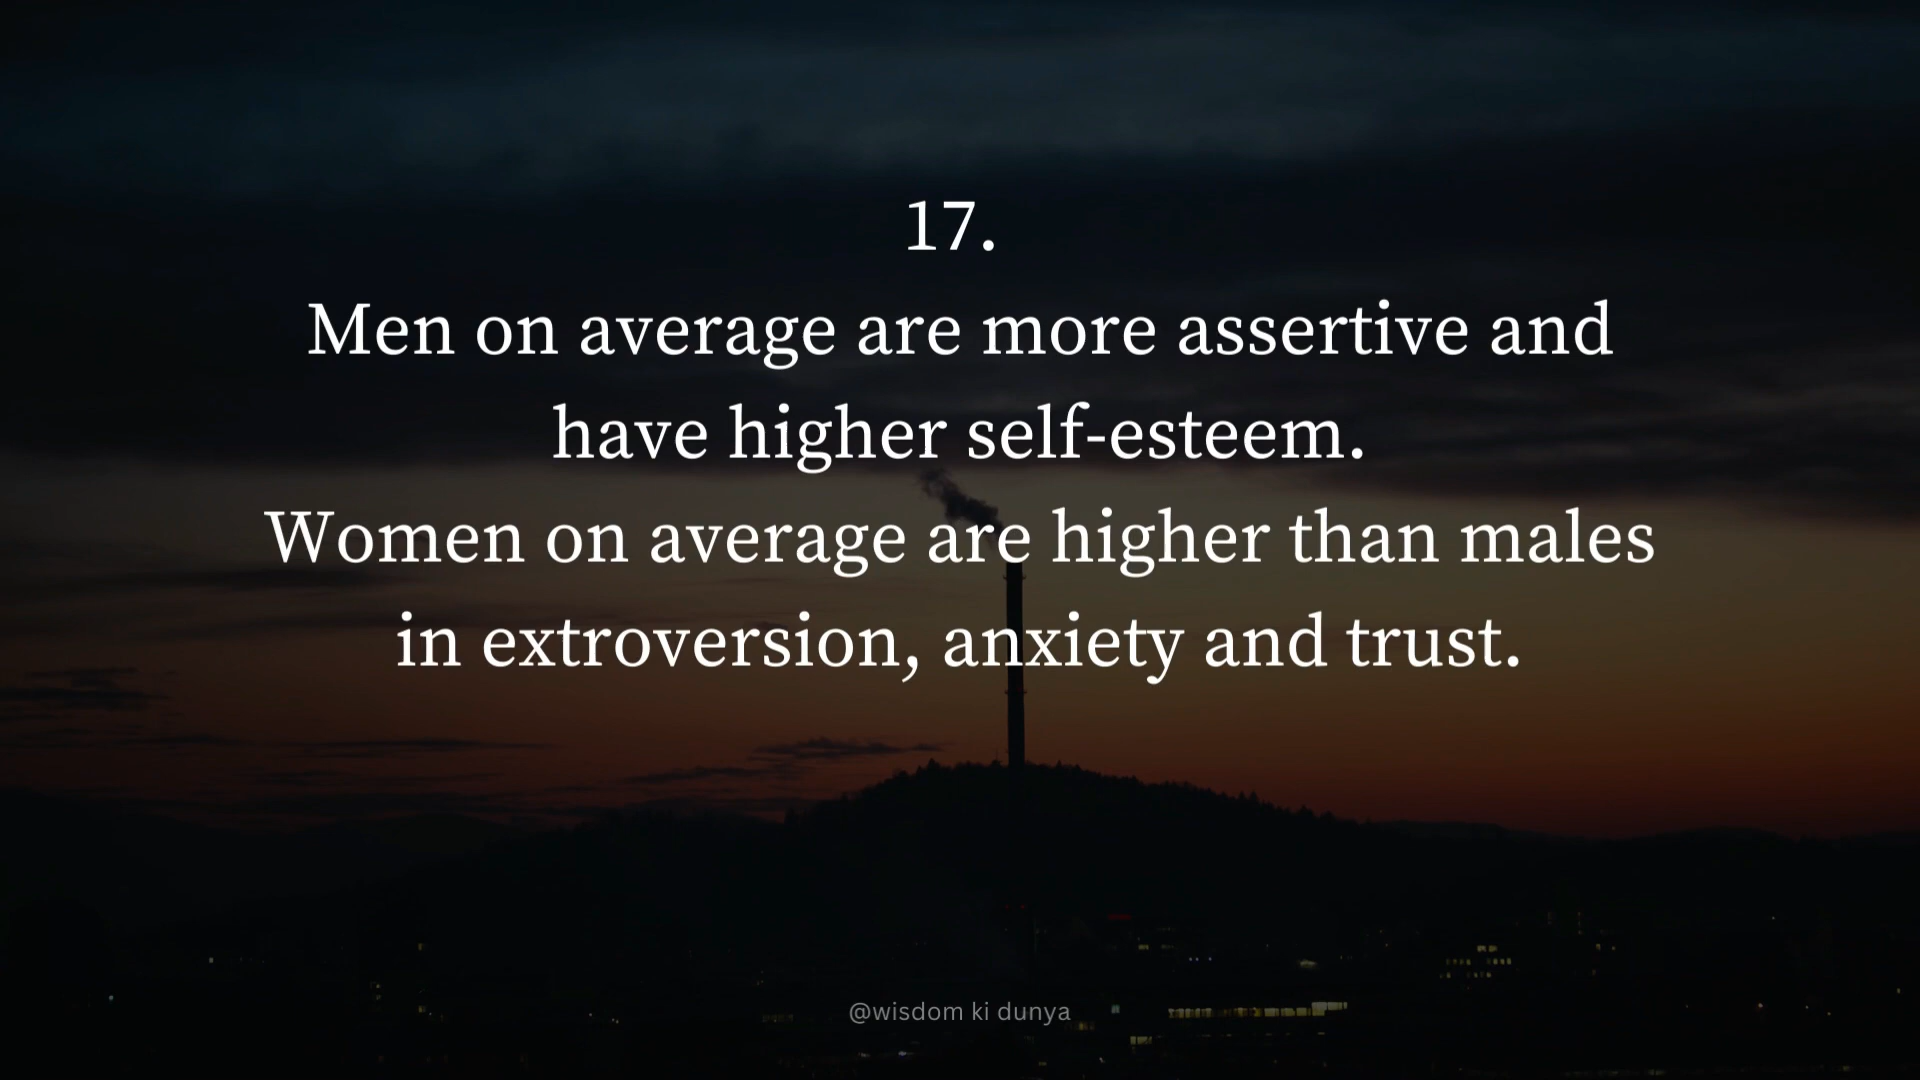 17.
Men on average are more assertive and
have higher self-esteem.
Women on average are higher than males
in extroversion, anxiety and trust.
@wisdom ki dunya